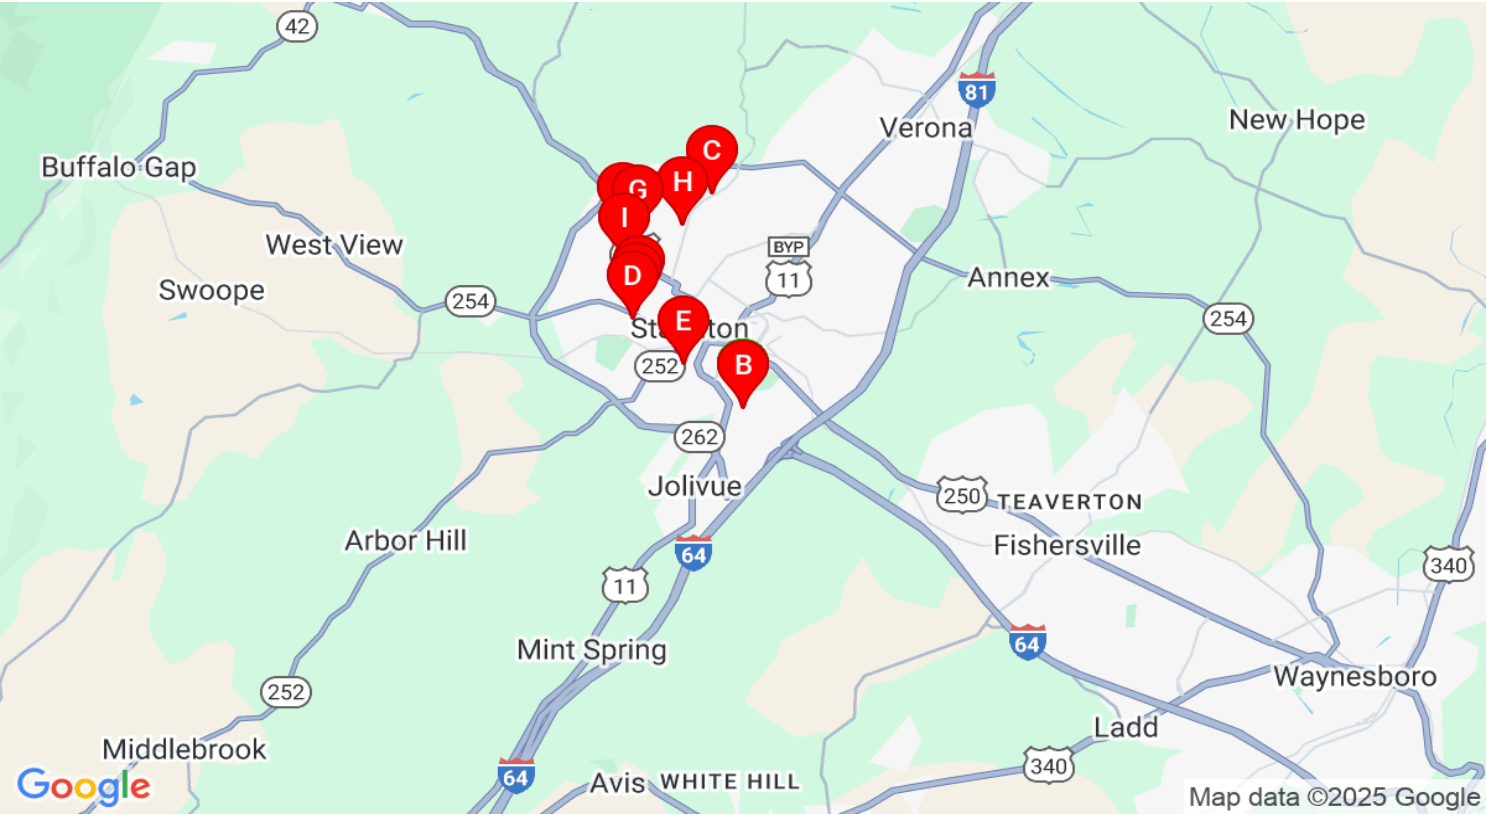 42
81
Verona
New Hope
C
Buffalo Gap
H
G
I
West View
BYP
11
Annex
D
Swoope
254
254
E
St ton
252
B
262
Jolivue
250
TEAVERTON
Arbor Hill
Fishersville
64
340
11
64
Mint Spring
Waynesboro
252
Ladd
Middlebrook
340
64
Avis
WHITE HILL
Google
Map data ©2025 Google